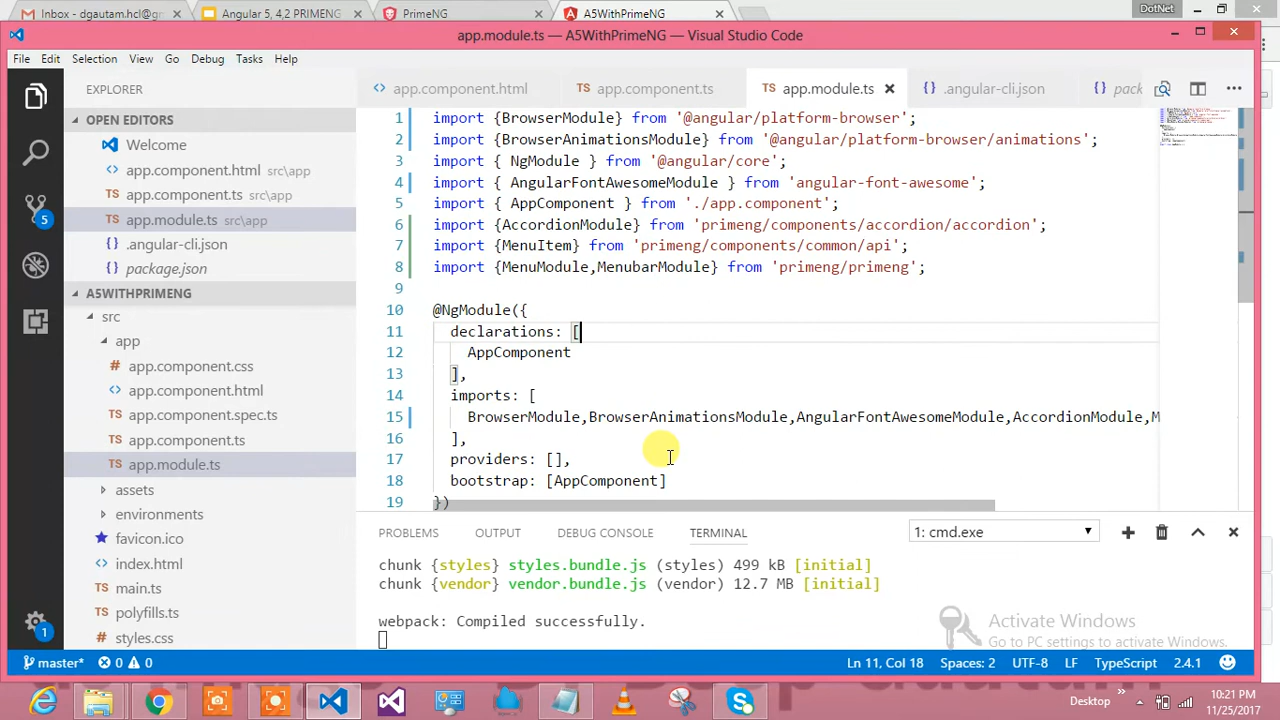 Inbox - dgautam.hcl@gm
Angular 5, 4,2 PRIMENG
PrimeNG
A5WithPrimeNG
DotNet
app.module.ts — A5WithPrimeNG — Visual Studio Code
File Edit Selection View Go Debug Tasks Help
EXPLORER
app.component.html
app.component.ts
app.module.ts
.angular-cli.json
pack
OPEN EDITORS
Welcome
app.component.html src\app
app.component.ts src\app
app.module.ts src\app
.angular-cli.json
package.json
A5WITHPRIMENG
src
app
app.component.css
app.component.html
app.component.spec.ts
app.component.ts
app.module.ts
assets
environments
favicon.ico
index.html
main.ts
polyfills.ts
styles.css
5
1
1 import {BrowserModule} from '@angular/platform-browser';
2 import {BrowserAnimationsModule} from '@angular/platform-browser/animations';
3 import { NgModule } from '@angular/core';
4 import { AngularFontAwesomeModule } from 'angular-font-awesome';
5 import { AppComponent } from './app.component';
6 import {AccordionModule} from 'primeng/components/accordion/accordion';
7 import {MenuItem} from 'primeng/components/common/api';
8 import {MenuModule,MenubarModule} from 'primeng/primeng';
9
10 @NgModule({
11 declarations: [
12 AppComponent
13 ],
14 imports: [
15 BrowserModule,BrowserAnimationsModule,AngularFontAwesomeModule,AccordionModule,M
16 ],
17 providers: [],
18 bootstrap: [AppComponent]
19 })
PROBLEMS OUTPUT DEBUG CONSOLE TERMINAL
1: cmd.exe
chunk {styles} styles.bundle.js (styles) 499 kB [initial]
chunk {vendor} vendor.bundle.js (vendor) 12.7 MB [initial]
webpack: Compiled successfully.
Activate Windows
Go to PC settings to activate Windows.
master* 0 0
Ln 11, Col 18 Spaces: 2 UTF-8 LF TypeScript 2.4.1
Desktop
10:21 PM
11/25/2017